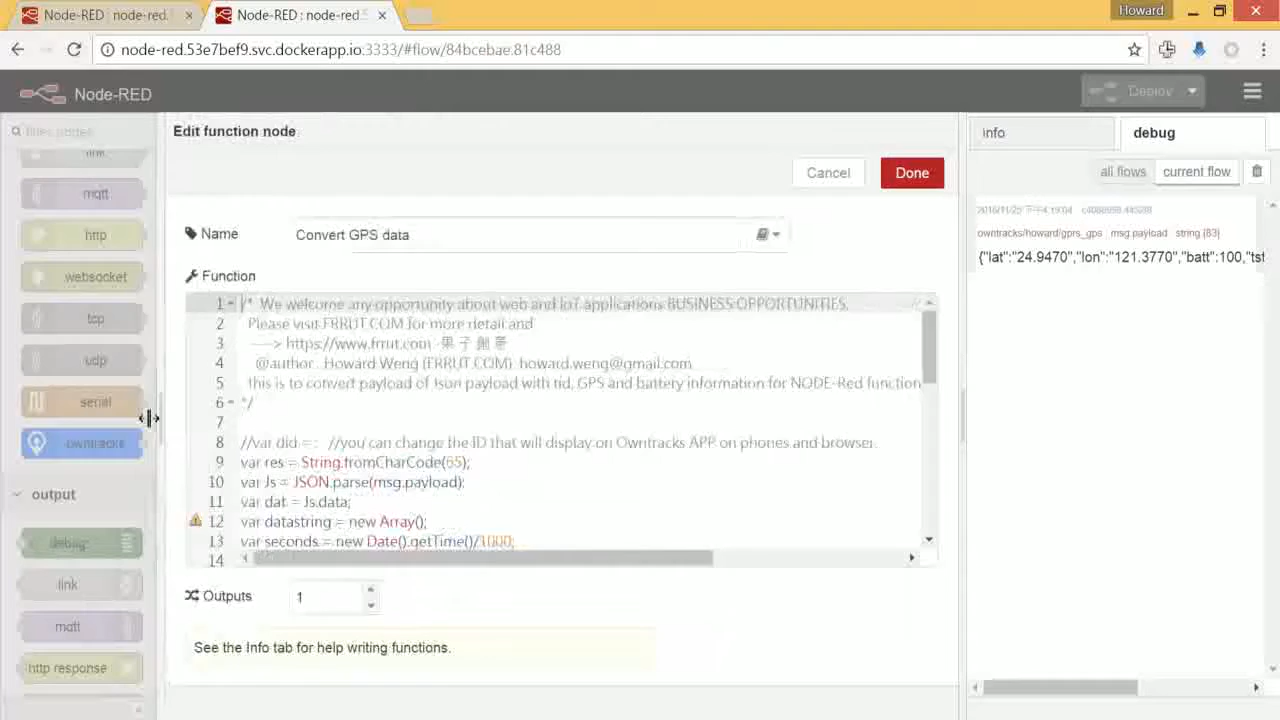 Node-RED : node-red.
Node-RED : node-red.5
Howard
node-red.53e7bef9.svc.dockerapp.io:3333/#flow/84bcebae.81c488
Node-RED
Deploy
filter nodes
link
mqtt
http
websocket
tcp
udp
serial
owntracks
output
debug
link
mqtt
http response
Edit function node
Cancel
Done
Name
Convert GPS data
Function
1 /* We welcome any opportunity about web and IoT applications BUSINESS OPPORTUNITIES. //
2 Please visit FRRUT.COM for more detail and
3 ---> https://www.frrut.com 果子創意
4 @author Howard Weng (FRRUT.COM) howard.weng@gmail.com
5 this is to convert payload of Json payload with tid, GPS and battery information for NODE-Red function
6 */
7
8 //var did = ; //you can change the ID that will display on Owntracks APP on phones and browser.
9 var res = String.fromCharCode(65);
10 var Js = JSON.parse(msg.payload);
11 var dat = Js.data;
12 var datastring = new Array();
13 var seconds = new Date().getTime()/1000;
14
Outputs
1
See the Info tab for help writing functions.
info
debug
all flows
current flow
owntracks/howard/gprs_gps msg.payload string (83)
{"lat":"24.9470","lon":"121.3770","batt":100,"tst